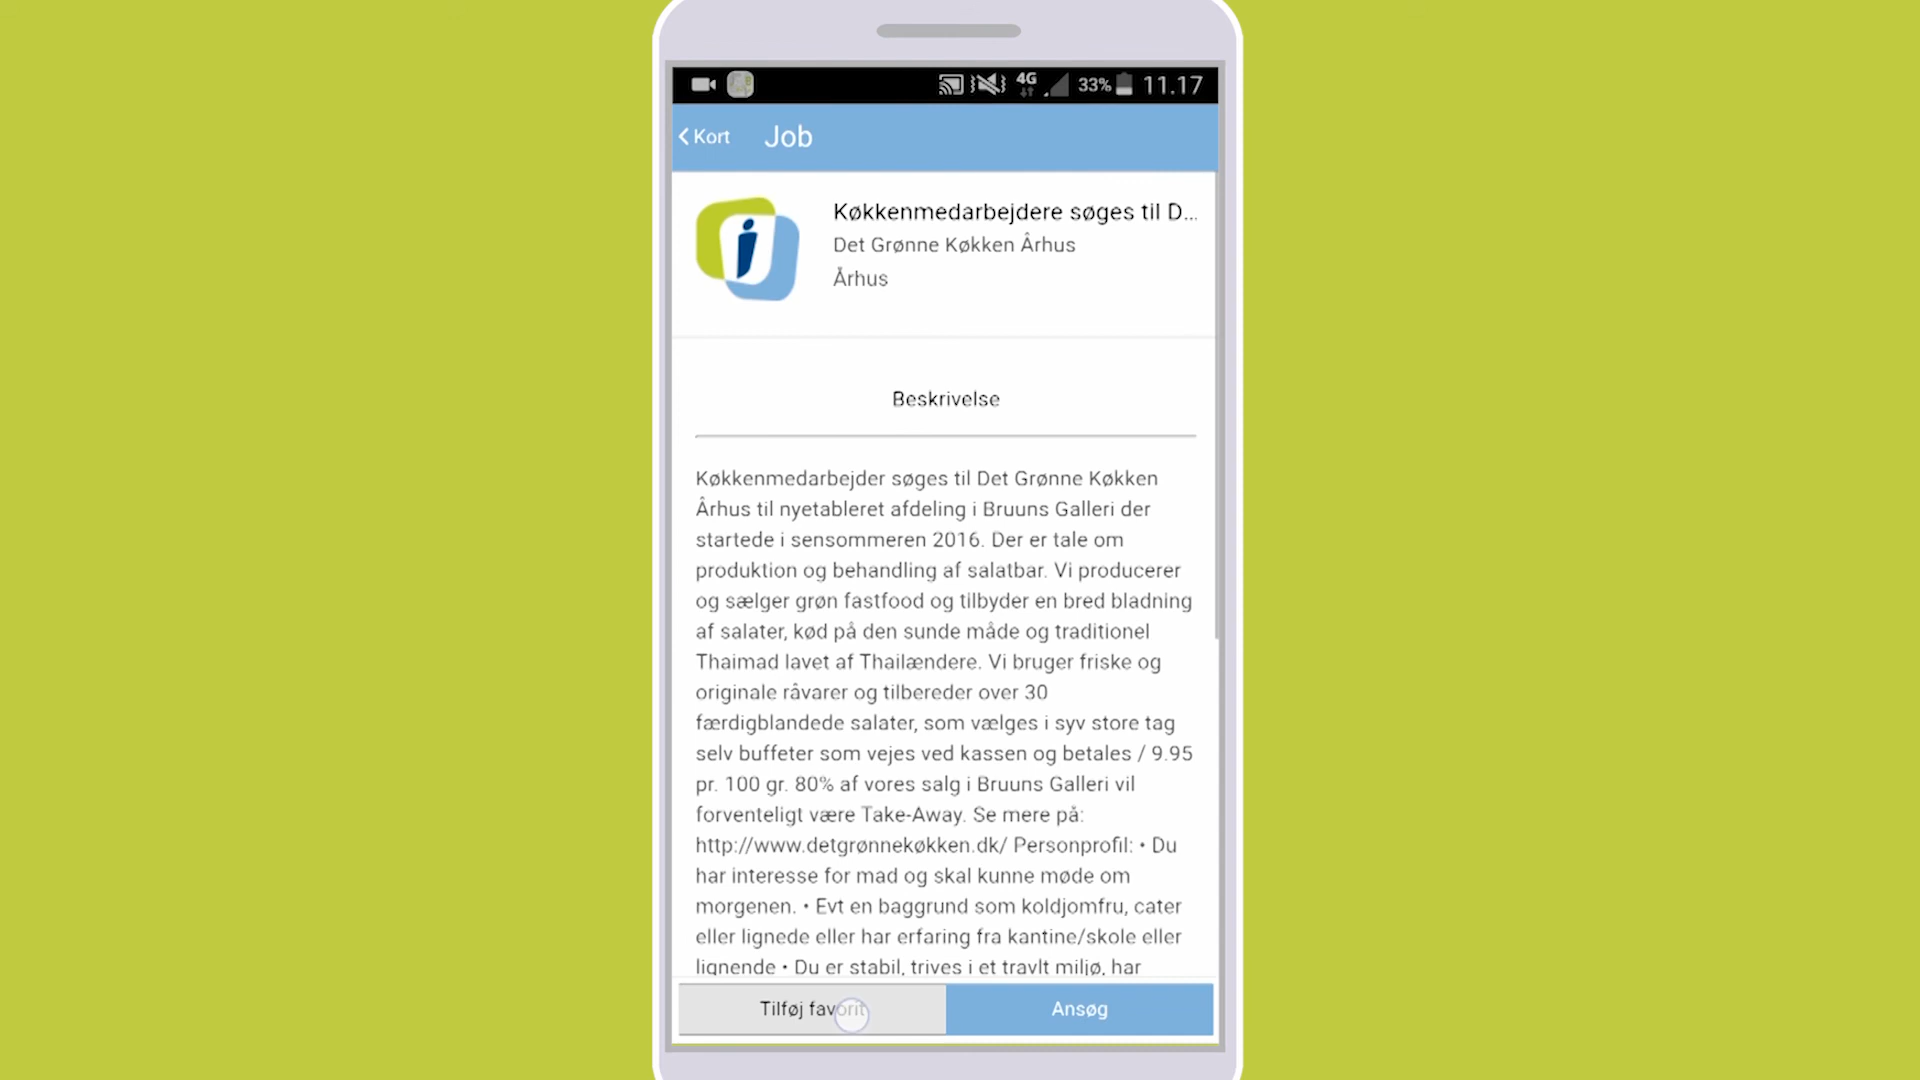 4G 33% 11.17
Kort Job
Køkkenmedarbejdere søges til D...
Det Grønne Køkken Århus
Århus
Beskrivelse
Køkkenmedarbejder søges til Det Grønne Køkken
Århus til nyetableret afdeling i Bruuns Galleri der
startede i sensommeren 2016. Der er tale om
produktion og behandling af salatbar. Vi producerer
og sælger grøn fastfood og tilbyder en bred bladning
af salater, kød på den sunde måde og traditionel
Thaimad lavet af Thailændere. Vi bruger friske og
originale råvarer og tilbereder over 30
færdigblandede salater, som vælges i syv store tag
selv buffeter som vejes ved kassen og betales / 9.95
pr. 100 gr. 80% af vores salg i Bruuns Galleri vil
forventeligt være Take-Away. Se mere på:
http://www.detgrønnekøkken.dk/ Personprofil: • Du
har interesse for mad og skal kunne møde om
morgenen. • Evt en baggrund som koldjomfru, cater
eller lignede eller har erfaring fra kantine/skole eller
lignende • Du er stabil, trives i et travlt miljø, har
Tilføj favorit Ansøg